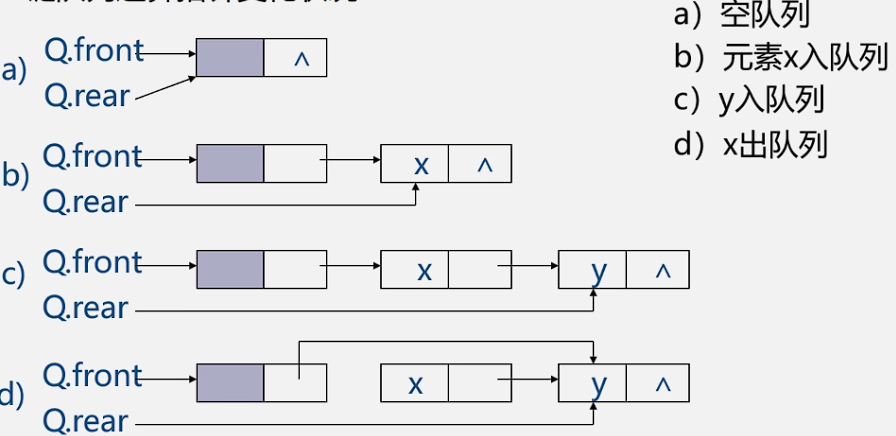 a) 空队列
b) 元素x入队列
c) y入队列
d) x出队列
a) Q.front ^
Q.rear
b) Q.front x ^
Q.rear
c) Q.front x y ^
Q.rear
d) Q.front x y ^
Q.rear